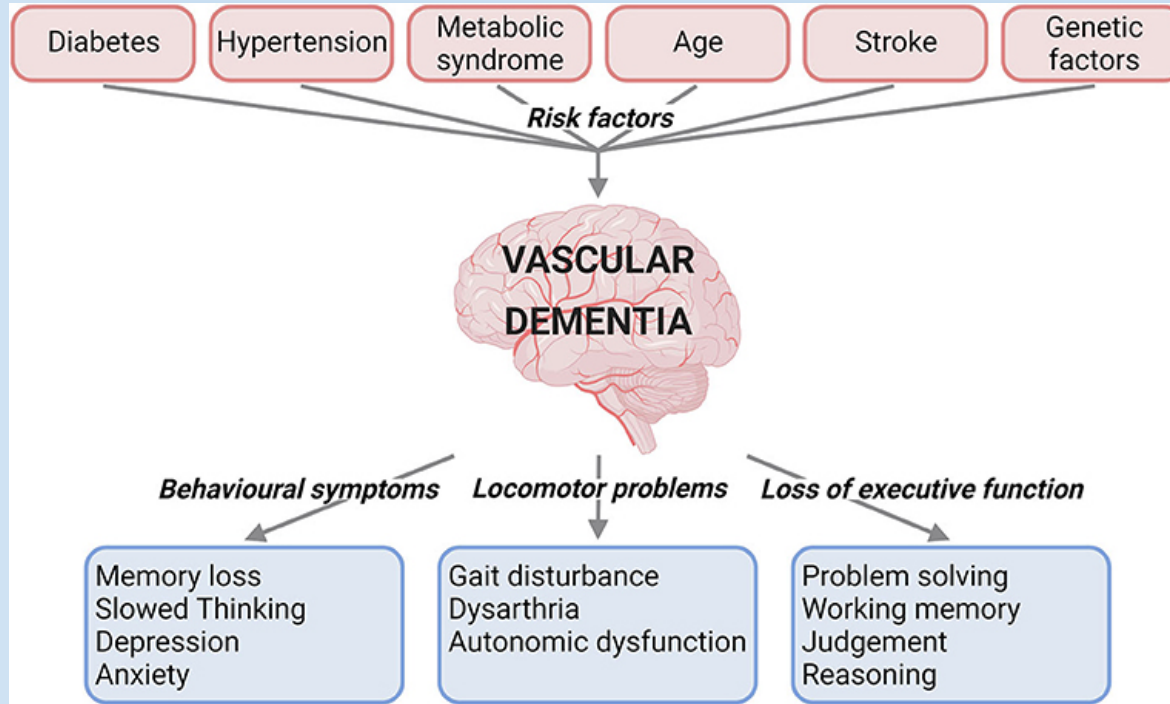 Diabetes
Hypertension
Metabolic
syndrome
Age
Stroke
Genetic
factors
Risk factors
VASCULAR
DEMENTIA
Behavioural symptoms
Locomotor problems
Loss of executive function
Memory loss
Slowed Thinking
Depression
Anxiety
Gait disturbance
Dysarthria
Autonomic dysfunction
Problem solving
Working memory
Judgement
Reasoning